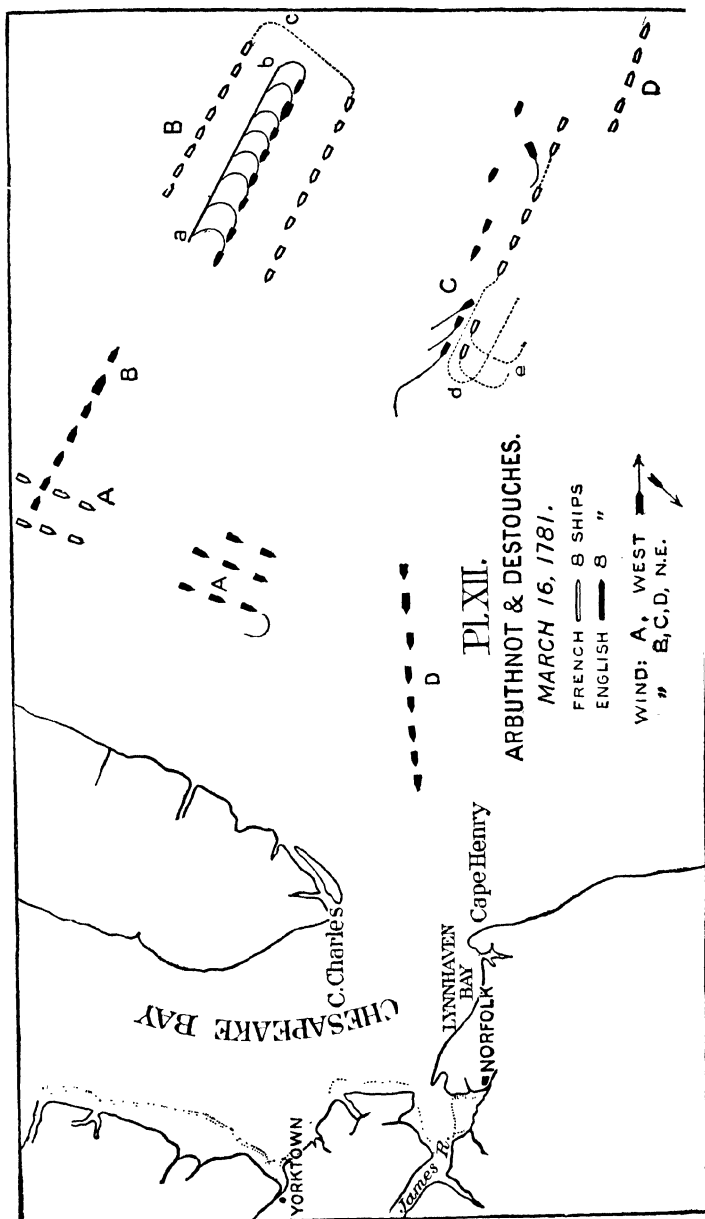 A
B
B
a
b
c
A
C
d
e
D
D
PL. XII.
ARBUTHNOT & DESTOUCHES.
MARCH 16, 1781.
FRENCH 8 SHIPS
ENGLISH 8 "
WIND: A, WEST
" B, C, D, N.E.
CHESAPEAKE BAY
C. Charles
LYNNHAVEN
BAY
Cape Henry
NORFOLK
YORKTOWN
James R.